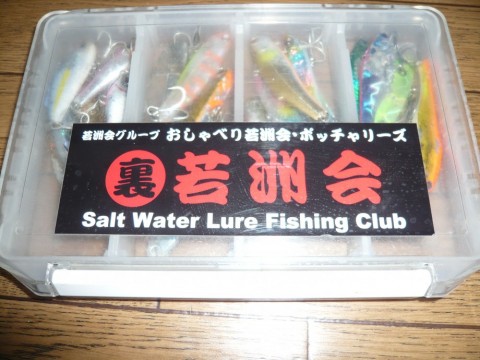 若洲会グループ おしゃべり若洲会・ポッチャリーズ
裏 若洲会
Salt Water Lure Fishing Club